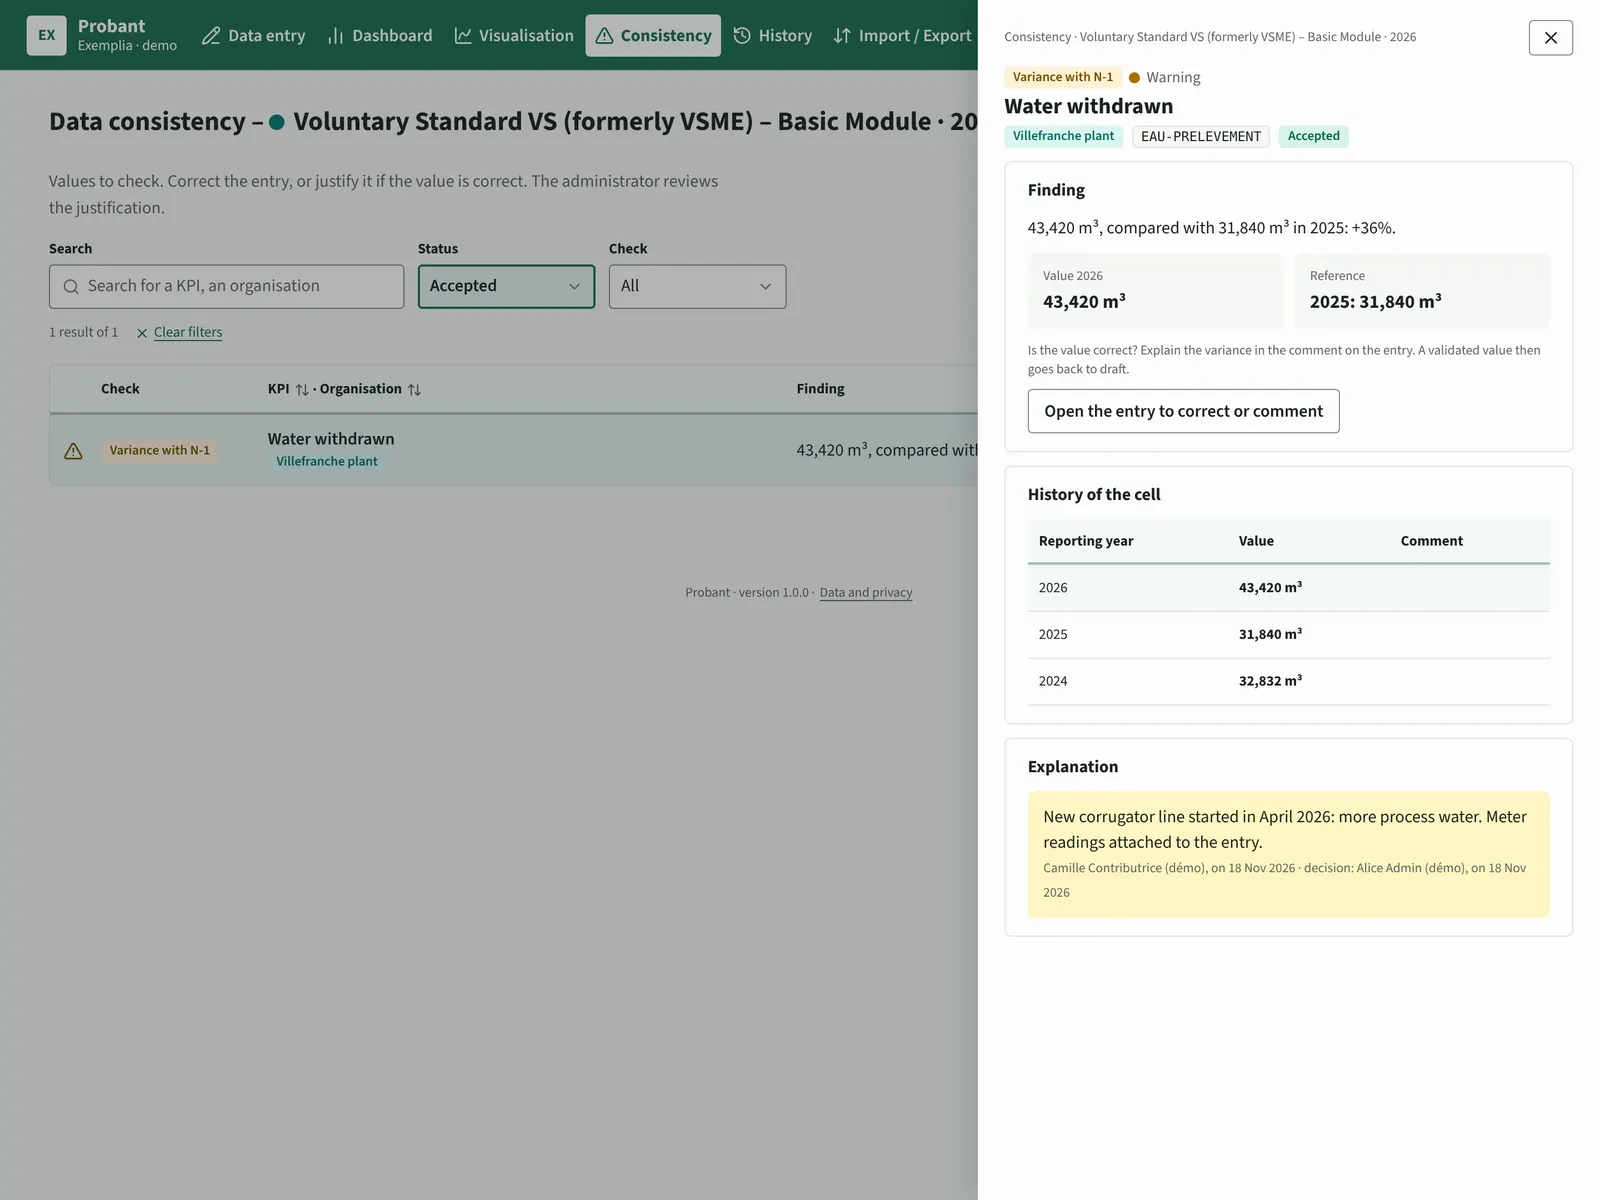 EX
Probant
Exemplia · demo
Data entry
Dashboard
Visualisation
Consistency
History
Import / Export
Data consistency – Voluntary Standard VS (formerly VSME) – Basic Module · 20
Values to check. Correct the entry, or justify it if the value is correct. The administrator reviews
the justification.
Search
Status
Check
Search for a KPI, an organisation
Accepted
All
1 result of 1
Clear filters
Check
KPI · Organisation
Finding
Variance with N-1
Water withdrawn
Villefranche plant
43,420 m³, compared with
Probant · version 1.0.0 · Data and privacy
Consistency · Voluntary Standard VS (formerly VSME) – Basic Module · 2026
Variance with N-1
Warning
Water withdrawn
Villefranche plant
EAU-PRELEVEMENT
Accepted
Finding
43,420 m³, compared with 31,840 m³ in 2025: +36%.
Value 2026
43,420 m³
Reference
2025: 31,840 m³
Is the value correct? Explain the variance in the comment on the entry. A validated value then
goes back to draft.
Open the entry to correct or comment
History of the cell
Reporting year Value Comment
2026 43,420 m³
2025 31,840 m³
2024 32,832 m³
Explanation
New corrugator line started in April 2026: more process water. Meter
readings attached to the entry.
Camille Contributrice (démo), on 18 Nov 2026 · decision: Alice Admin (démo), on 18 Nov
2026